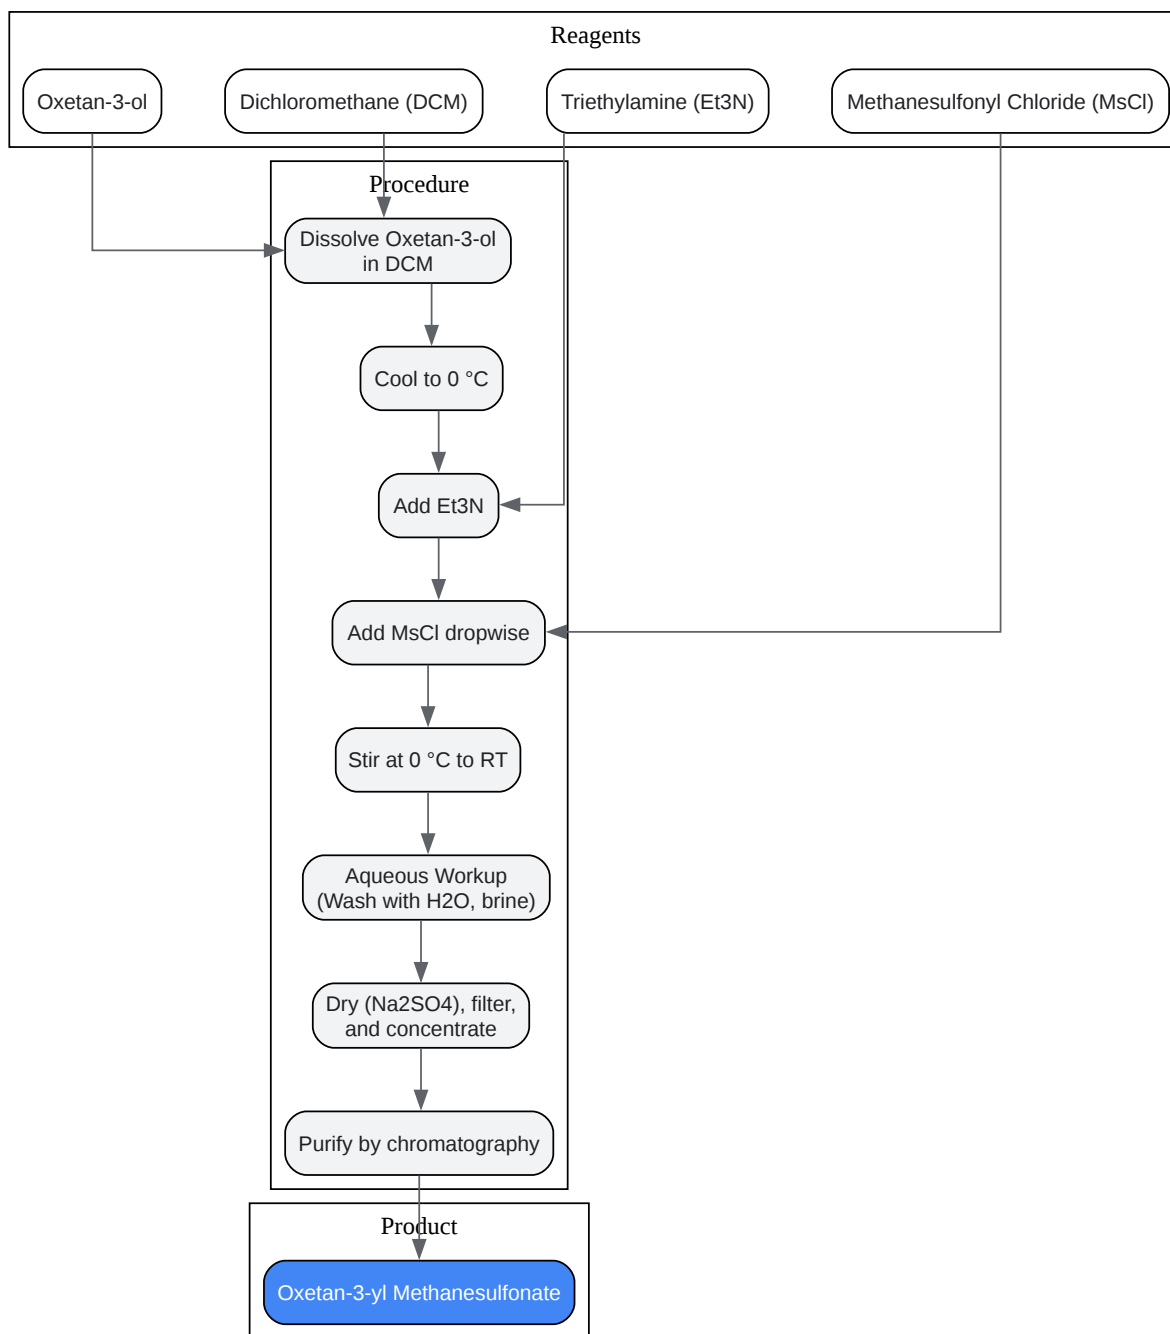 Reagents
Oxetan-3-ol
Dichloromethane (DCM)
Triethylamine (Et3N)
Methanesulfonyl Chloride (MsCl)
Procedure
Dissolve Oxetan-3-ol
in DCM
Cool to 0 °C
Add Et3N
Add MsCl dropwise
Stir at 0 °C to RT
Aqueous Workup
(Wash with H2O, brine)
Dry (Na2SO4), filter,
and concentrate
Purify by chromatography
Product
Oxetan-3-yl Methanesulfonate